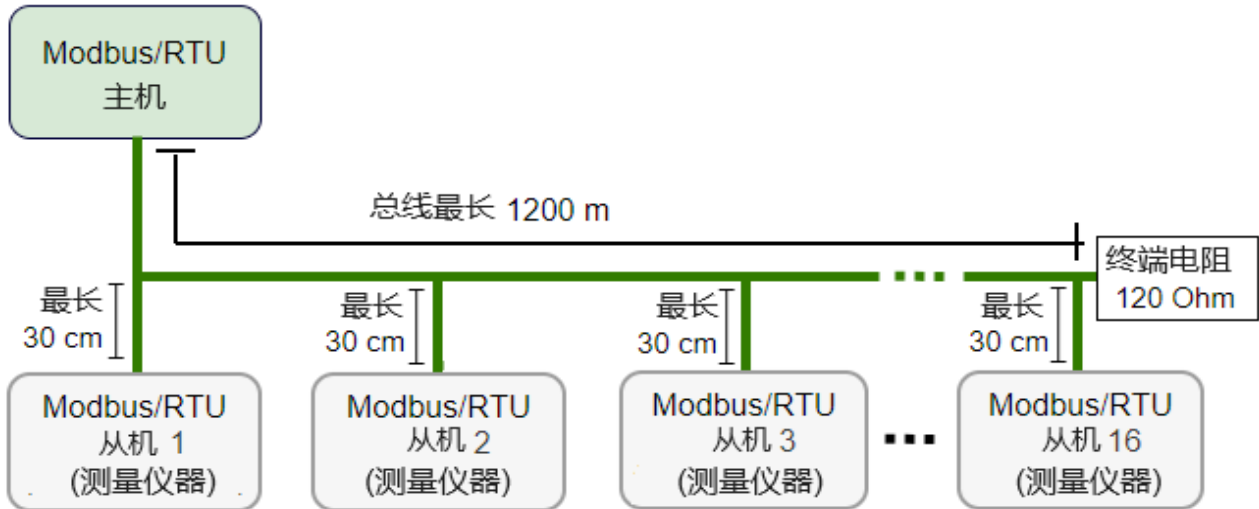 Modbus/RTU
主机
总线最长 1200 m
终端电阻
120 Ohm
最长
30 cm
最长
30 cm
最长
30 cm
最长
30 cm
Modbus/RTU
从机 1
(测量仪器)
Modbus/RTU
从机 2
(测量仪器)
Modbus/RTU
从机 3
(测量仪器)
Modbus/RTU
从机 16
(测量仪器)